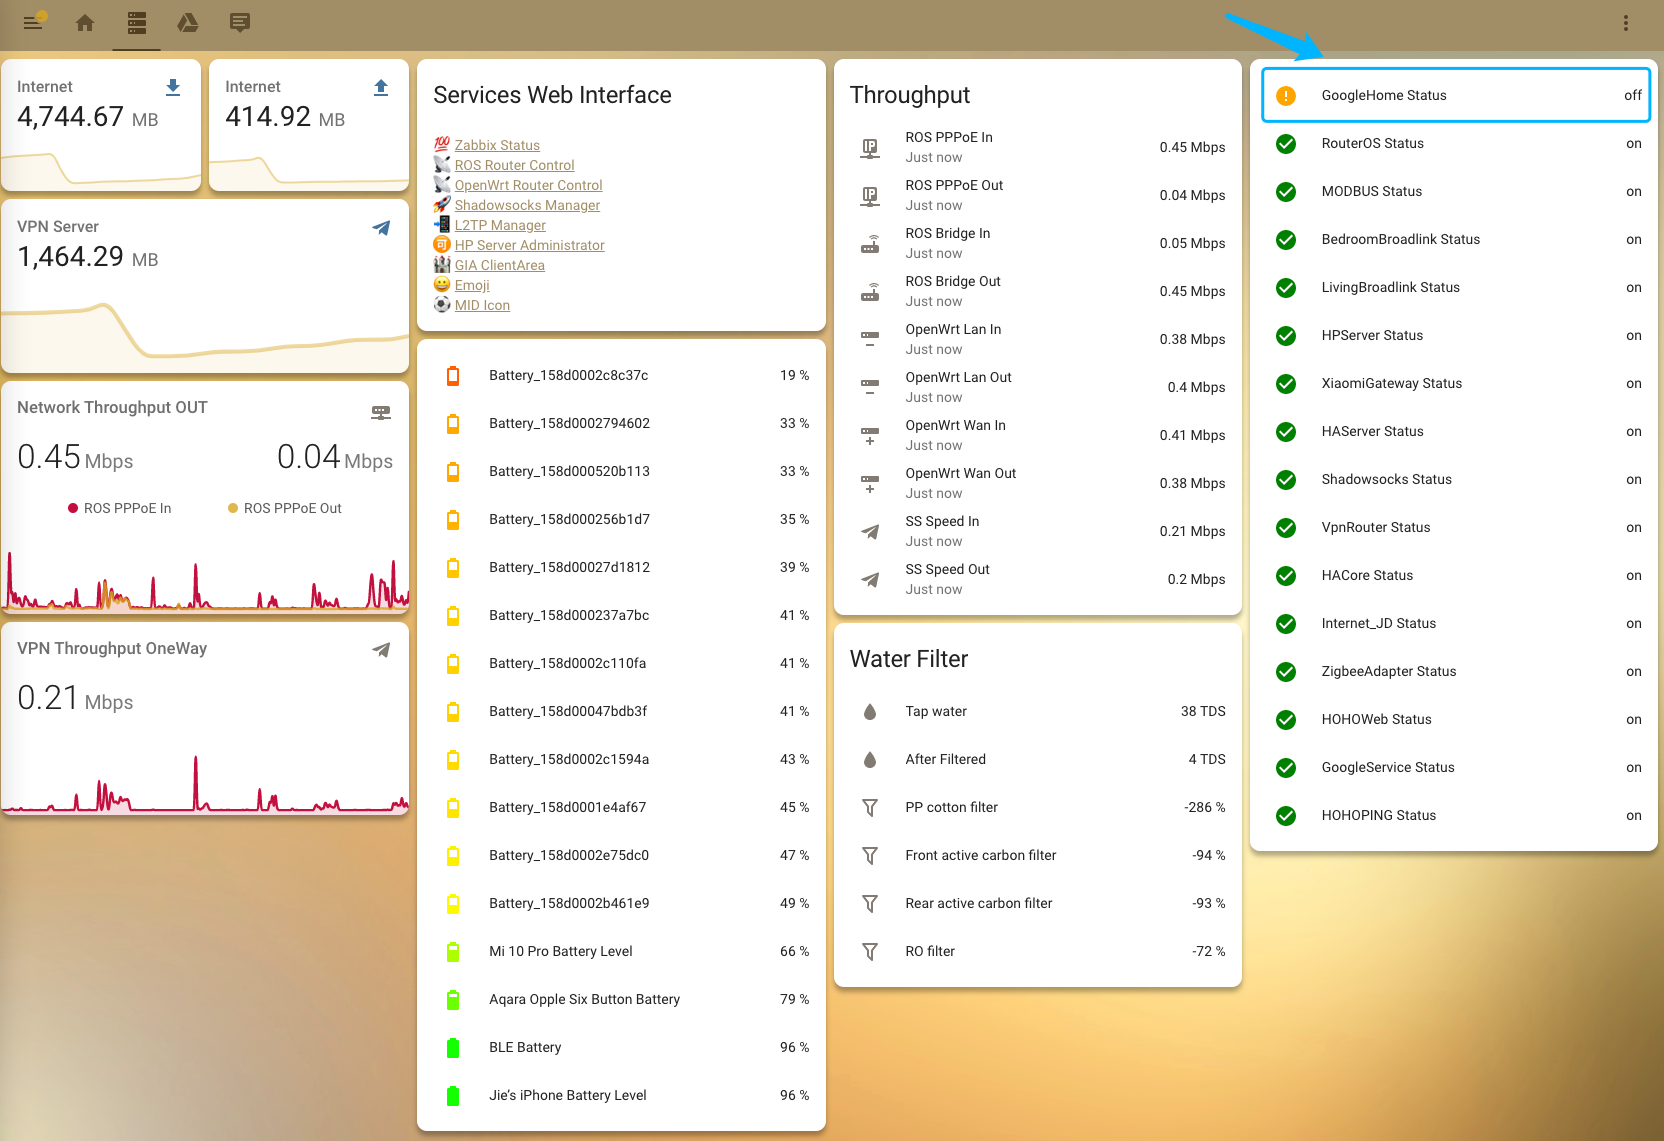 Internet
4,744.67 MB
Internet
414.92 MB
VPN Server
1,464.29 MB
Network Throughput OUT
0.45 Mbps
0.04 Mbps
ROS PPPoE In
ROS PPPoE Out
VPN Throughput OneWay
0.21 Mbps
Services Web Interface
💯 Zabbix Status
ROS Router Control
OpenWrt Router Control
Shadowsocks Manager
L2TP Manager
HP Server Administrator
GIA ClientArea
Emoji
MID Icon
Battery_158d0002c8c37c 19 %
Battery_158d0002794602 33 %
Battery_158d000520b113 33 %
Battery_158d000256b1d7 35 %
Battery_158d00027d1812 39 %
Battery_158d000237a7bc 41 %
Battery_158d0002c110fa 41 %
Battery_158d00047bdb3f 41 %
Battery_158d0002c1594a 43 %
Battery_158d0001e4af67 45 %
Battery_158d0002e75dc0 47 %
Battery_158d0002b461e9 49 %
Mi 10 Pro Battery Level 66 %
Aqara Opple Six Button Battery 79 %
BLE Battery 96 %
Jie's iPhone Battery Level 96 %
Throughput
ROS PPPoE In 0.45 Mbps
Just now
ROS PPPoE Out 0.04 Mbps
Just now
ROS Bridge In 0.05 Mbps
Just now
ROS Bridge Out 0.45 Mbps
Just now
OpenWrt Lan In 0.38 Mbps
Just now
OpenWrt Lan Out 0.4 Mbps
Just now
OpenWrt Wan In 0.41 Mbps
Just now
OpenWrt Wan Out 0.38 Mbps
Just now
SS Speed In 0.21 Mbps
Just now
SS Speed Out 0.2 Mbps
Just now
Water Filter
Tap water 38 TDS
After Filtered 4 TDS
PP cotton filter -286 %
Front active carbon filter -94 %
Rear active carbon filter -93 %
RO filter -72 %
GoogleHome Status off
RouterOS Status on
MODBUS Status on
BedroomBroadlink Status on
LivingBroadlink Status on
HPServer Status on
XiaomiGateway Status on
HAServer Status on
Shadowsocks Status on
VpnRouter Status on
HACore Status on
Internet_JD Status on
ZigbeeAdapter Status on
HOHOWeb Status on
GoogleService Status on
HOHOPING Status on